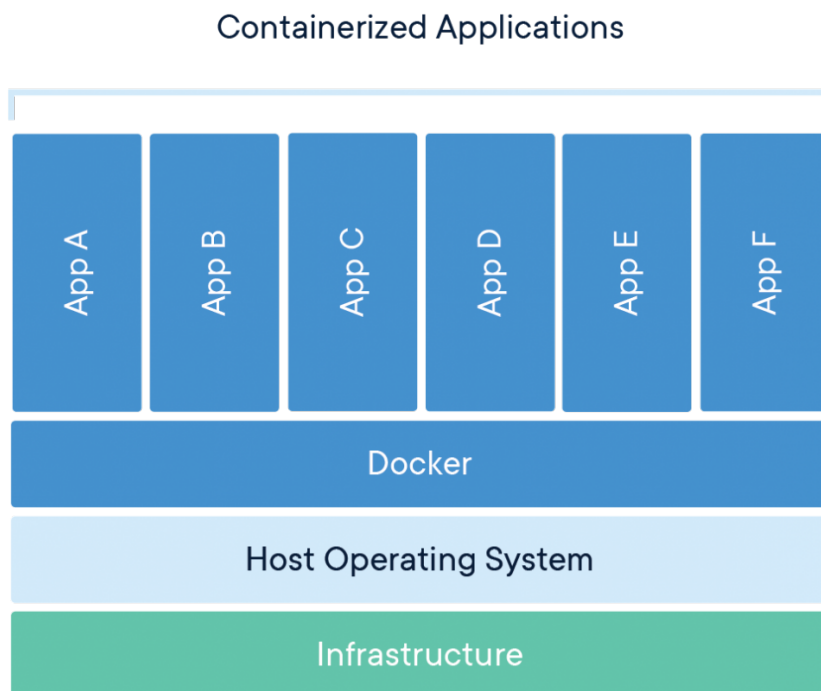 Containerized Applications
App A
App B
App C
App D
App E
App F
Docker
Host Operating System
Infrastructure